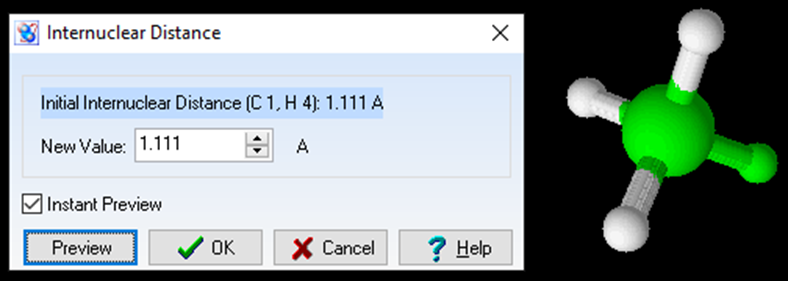 Internuclear Distance
Initial Internuclear Distance (C 1, H 4): 1.111 A
New Value: 1.111 A
Instant Preview
Preview OK Cancel Help